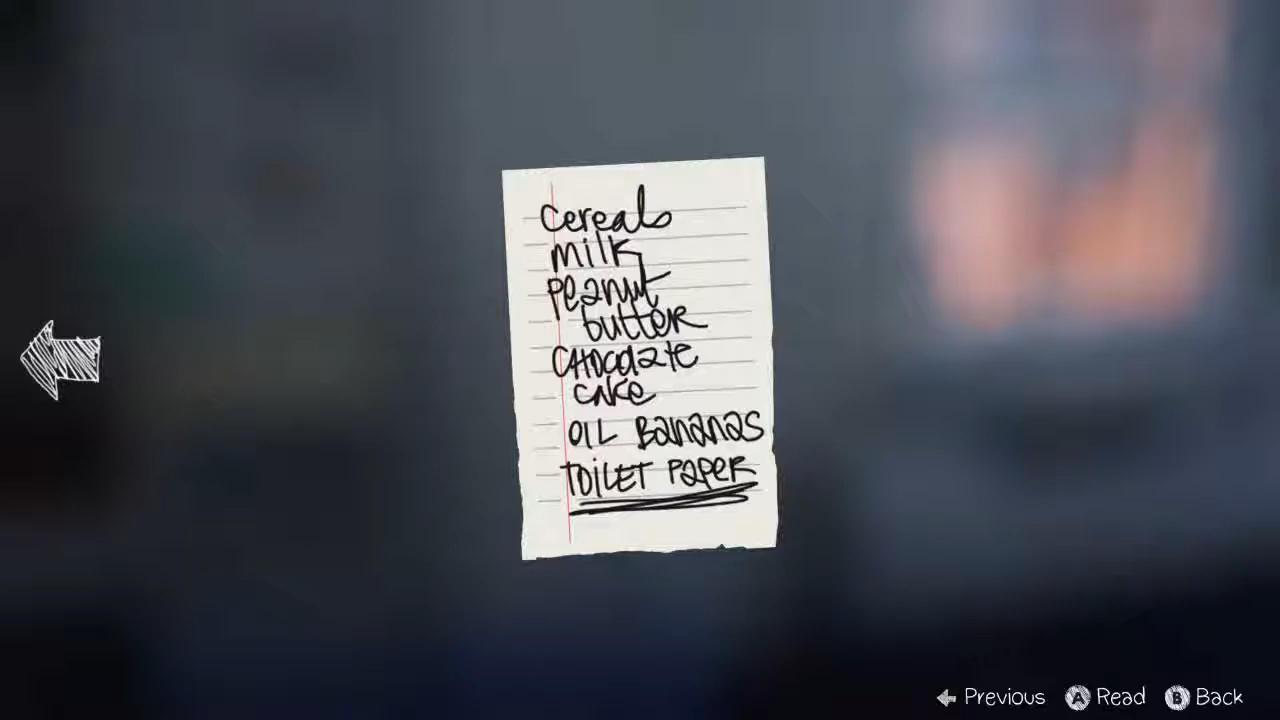 cereals
milk
peanut
butter
CHocolate
cake
OIL BANANAS
TOILET PAPER
Previous A Read B Back